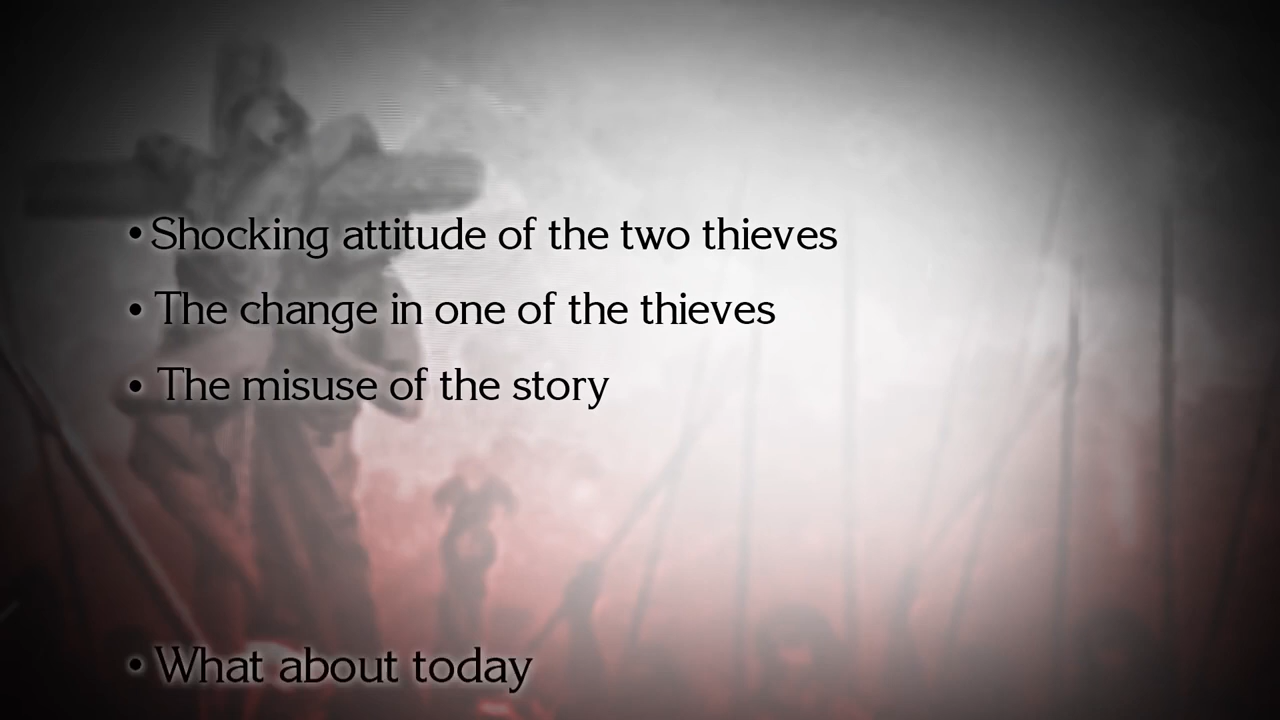 • Shocking attitude of the two thieves
• The change in one of the thieves
• The misuse of the story
• What about today